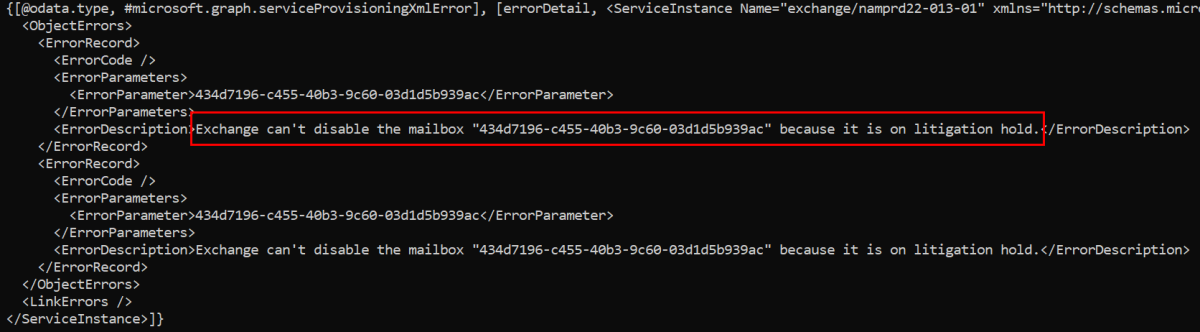 {[@odata.type, #microsoft.graph.serviceProvisioningXmlError], [errorDetail, <ServiceInstance Name="exchange/namprd22-013-01" xmlns="http://schemas.micr
<ObjectErrors>
<ErrorRecord>
<ErrorCode />
<ErrorParameters>
<ErrorParameter>434d7196-c455-40b3-9c60-03d1d5b939ac</ErrorParameter>
</ErrorParameters>
<ErrorDescription>Exchange can't disable the mailbox "434d7196-c455-40b3-9c60-03d1d5b939ac" because it is on litigation hold.</ErrorDescription>
</ErrorRecord>
<ErrorRecord>
<ErrorCode />
<ErrorParameters>
<ErrorParameter>434d7196-c455-40b3-9c60-03d1d5b939ac</ErrorParameter>
</ErrorParameters>
<ErrorDescription>Exchange can't disable the mailbox "434d7196-c455-40b3-9c60-03d1d5b939ac" because it is on litigation hold.</ErrorDescription>
</ErrorRecord>
</ObjectErrors>
<LinkErrors />
</ServiceInstance>]}